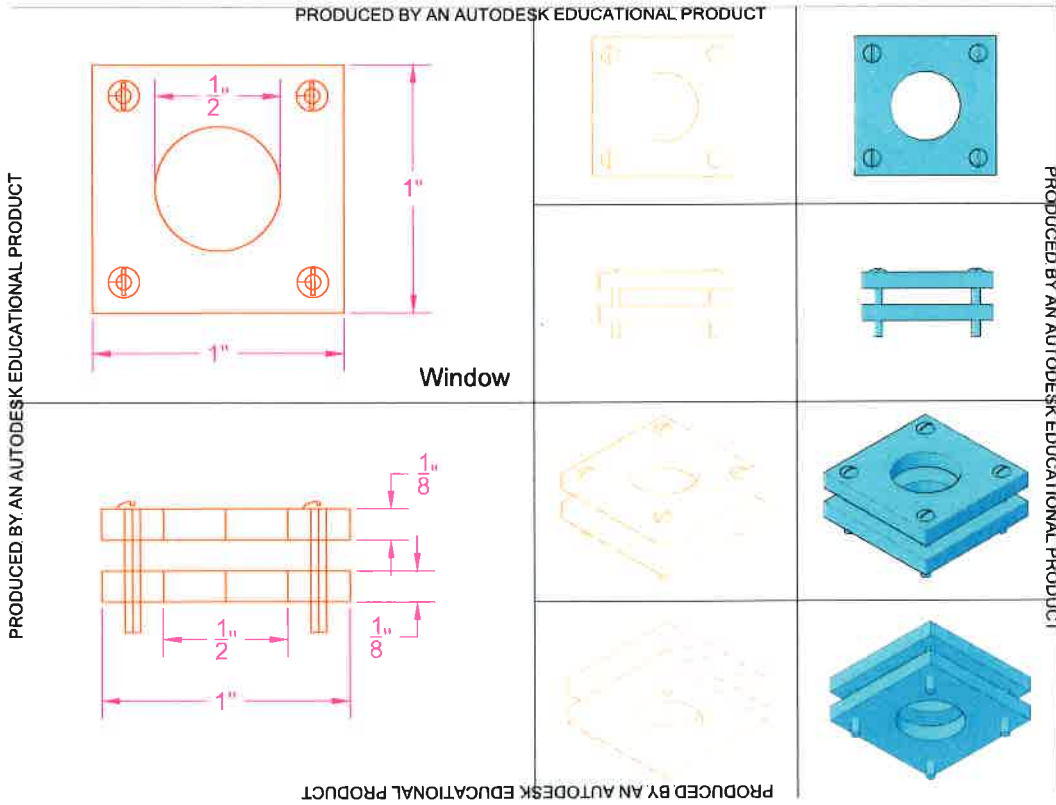 PRODUCED BY AN AUTODESK EDUCATIONAL PRODUCT
PRODUCED BY AN AUTODESK EDUCATIONAL PRODUCT
PRODUCED BY AN AUTODESK EDUCATIONAL PRODUCT
1/2"
1"
1"
Window
1/8"
1/8"
1/2"
1"
PRODUCED BY AN AUTODESK EDUCATIONAL PRODUCT